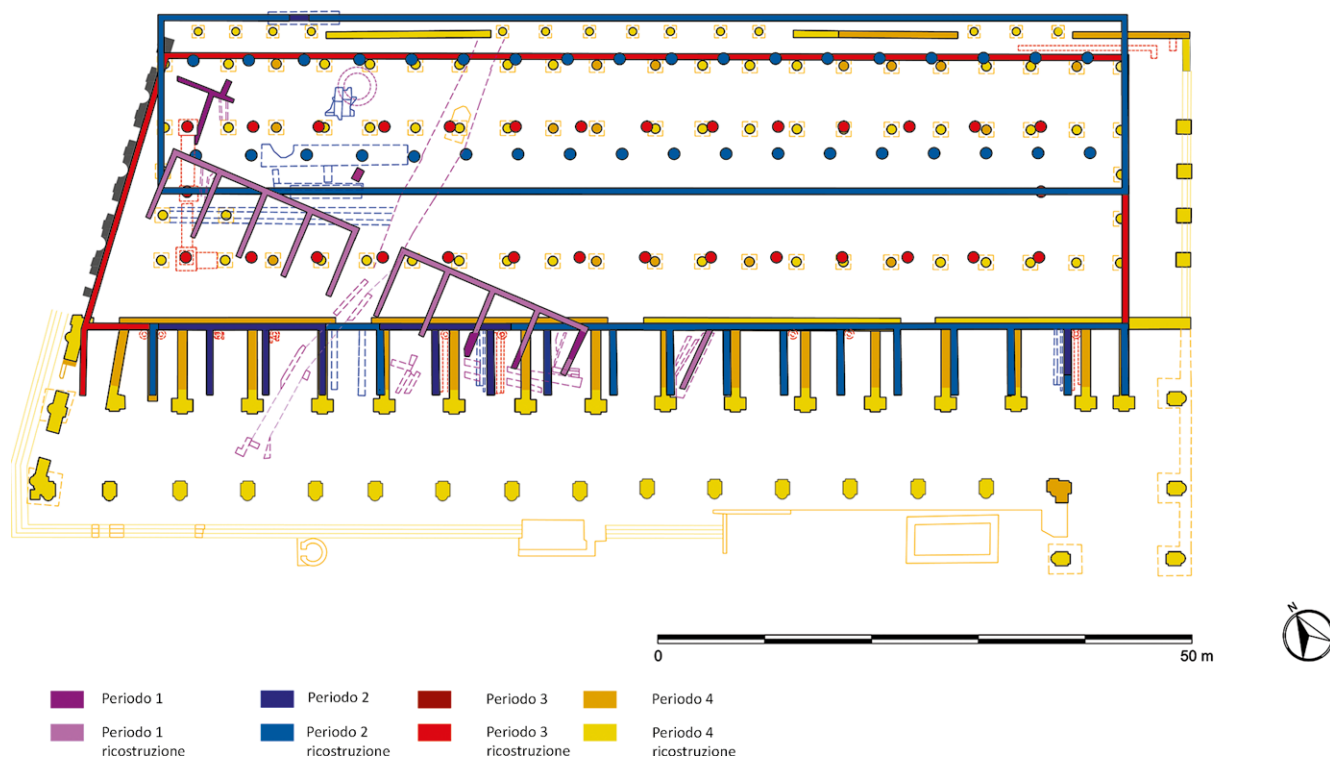 N
0
50 m
Periodo 1
Periodo 2
Periodo 3
Periodo 4
Periodo 1
ricostruzione
Periodo 2
ricostruzione
Periodo 3
ricostruzione
Periodo 4
ricostruzione